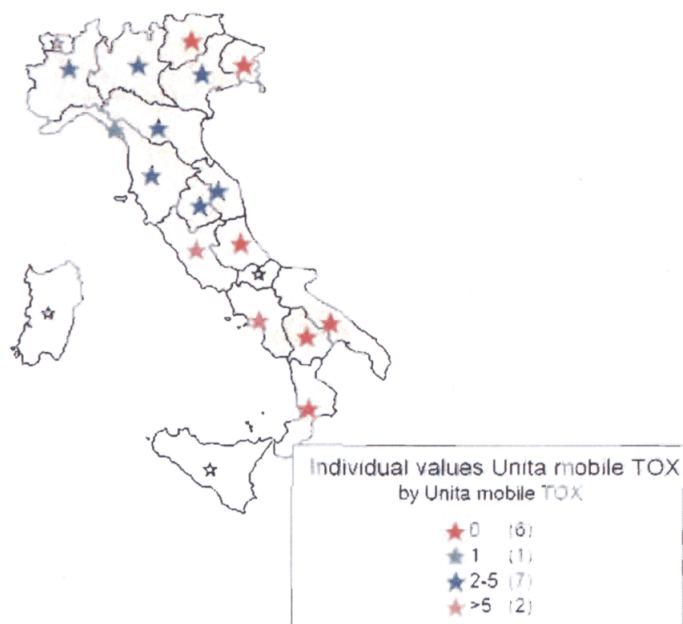 Individual values Unita mobile TOX
by Unita mobile TOX
0 (6)
1 (1)
2-5 (7)
>5 (2)